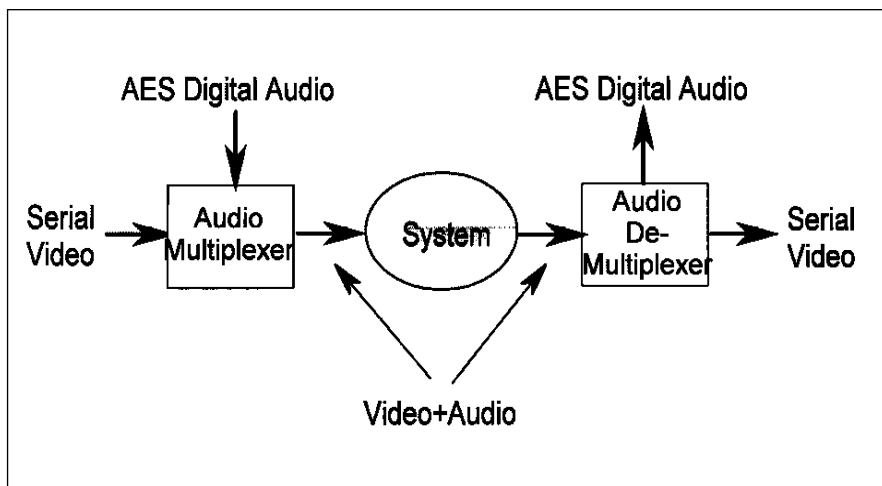 AES Digital Audio
AES Digital Audio
Serial
Video
Audio
Multiplexer
System
Audio
De-
Multiplexer
Serial
Video
Video+Audio